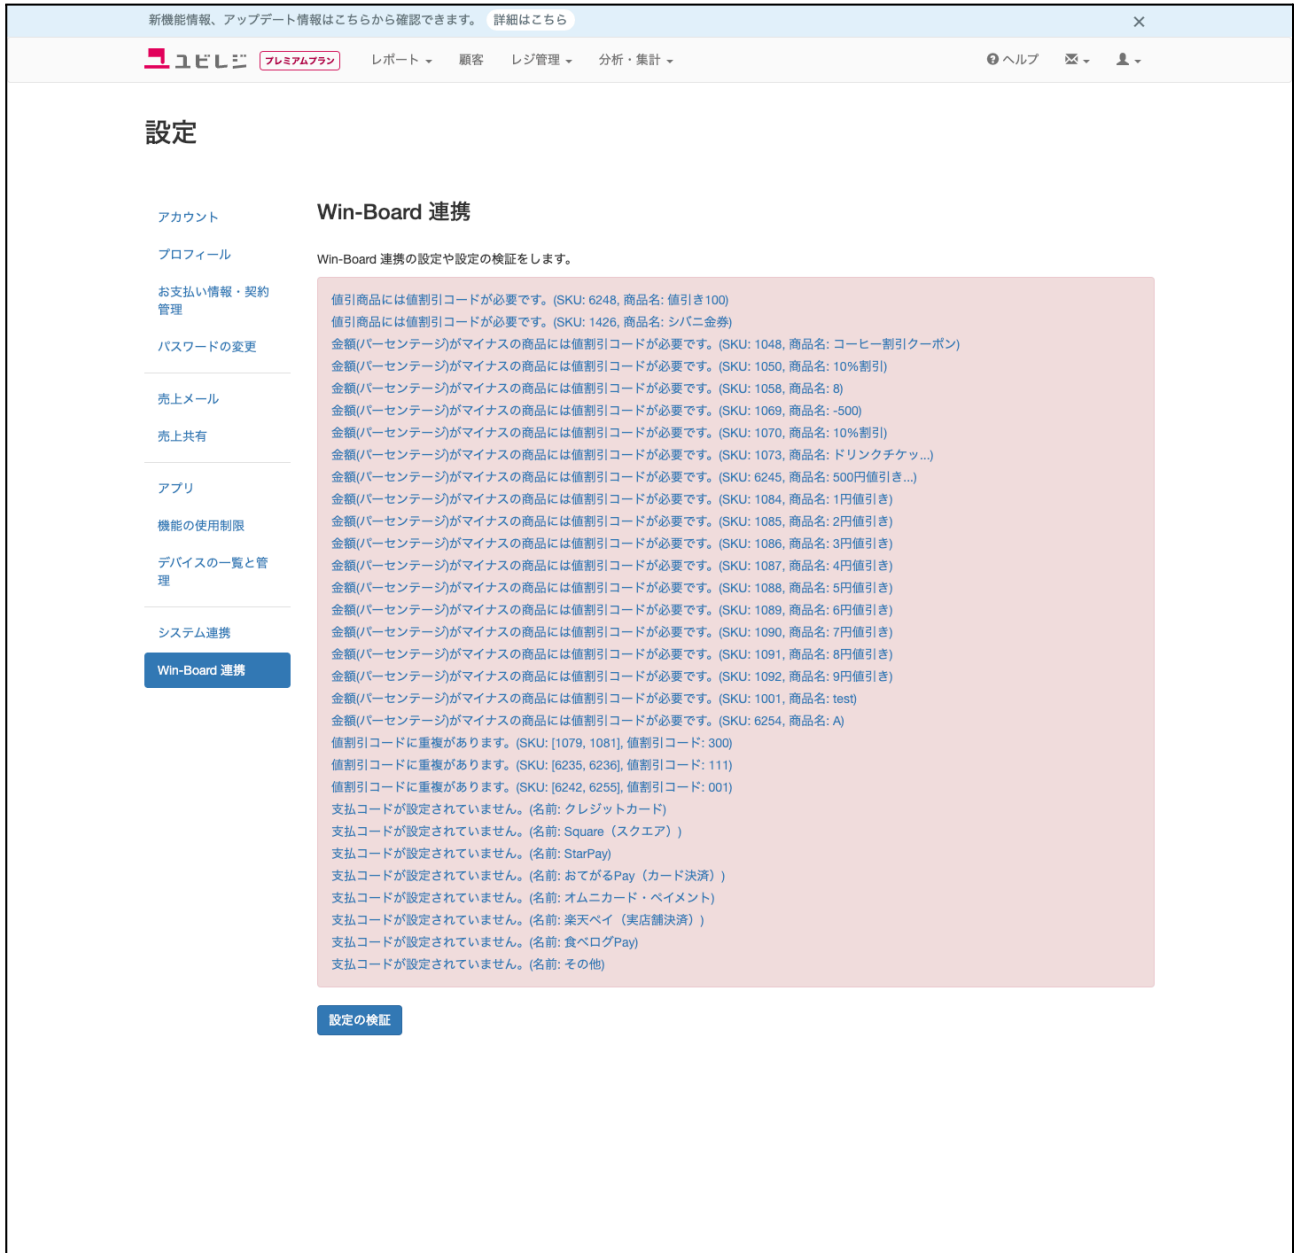 新機能情報、アップデート情報はこちらから確認できます。 詳細はこちら ×
ユビレジ プレミアムプラン レポート 顧客 レジ管理 分析・集計 ヘルプ
設定
アカウント
プロフィール
お支払い情報・契約
管理
パスワードの変更
売上メール
売上共有
アプリ
機能の使用制限
デバイスの一覧と管
理
システム連携
Win-Board 連携
Win-Board 連携
Win-Board 連携の設定や設定の検証をします。
値引商品には値割引コードが必要です。(SKU: 6248, 商品名: 値引き100)
値引商品には値割引コードが必要です。(SKU: 1426, 商品名: シバニ金券)
金額(パーセンテージ)がマイナスの商品には値割引コードが必要です。(SKU: 1048, 商品名: コーヒー割引クーポン)
金額(パーセンテージ)がマイナスの商品には値割引コードが必要です。(SKU: 1050, 商品名: 10%割引)
金額(パーセンテージ)がマイナスの商品には値割引コードが必要です。(SKU: 1058, 商品名: 8)
金額(パーセンテージ)がマイナスの商品には値割引コードが必要です。(SKU: 1069, 商品名: -500)
金額(パーセンテージ)がマイナスの商品には値割引コードが必要です。(SKU: 1070, 商品名: 10%割引)
金額(パーセンテージ)がマイナスの商品には値割引コードが必要です。(SKU: 1073, 商品名: ドリンクチケッ...)
金額(パーセンテージ)がマイナスの商品には値割引コードが必要です。(SKU: 6245, 商品名: 500円値引き...)
金額(パーセンテージ)がマイナスの商品には値割引コードが必要です。(SKU: 1084, 商品名: 1円値引き)
金額(パーセンテージ)がマイナスの商品には値割引コードが必要です。(SKU: 1085, 商品名: 2円値引き)
金額(パーセンテージ)がマイナスの商品には値割引コードが必要です。(SKU: 1086, 商品名: 3円値引き)
金額(パーセンテージ)がマイナスの商品には値割引コードが必要です。(SKU: 1087, 商品名: 4円値引き)
金額(パーセンテージ)がマイナスの商品には値割引コードが必要です。(SKU: 1088, 商品名: 5円値引き)
金額(パーセンテージ)がマイナスの商品には値割引コードが必要です。(SKU: 1089, 商品名: 6円値引き)
金額(パーセンテージ)がマイナスの商品には値割引コードが必要です。(SKU: 1090, 商品名: 7円値引き)
金額(パーセンテージ)がマイナスの商品には値割引コードが必要です。(SKU: 1091, 商品名: 8円値引き)
金額(パーセンテージ)がマイナスの商品には値割引コードが必要です。(SKU: 1092, 商品名: 9円値引き)
金額(パーセンテージ)がマイナスの商品には値割引コードが必要です。(SKU: 1001, 商品名: test)
金額(パーセンテージ)がマイナスの商品には値割引コードが必要です。(SKU: 6254, 商品名: A)
値割引コードに重複があります。(SKU: [1079, 1081], 値割引コード: 300)
値割引コードに重複があります。(SKU: [6235, 6236], 値割引コード: 111)
値割引コードに重複があります。(SKU: [6242, 6255], 値割引コード: 001)
支払コードが設定されていません。(名前: クレジットカード)
支払コードが設定されていません。(名前: Square（スクエア）)
支払コードが設定されていません。(名前: StarPay)
支払コードが設定されていません。(名前: おてがるPay（カード決済）)
支払コードが設定されていません。(名前: オムニカード・ペイメント)
支払コードが設定されていません。(名前: 楽天ペイ（実店舗決済）)
支払コードが設定されていません。(名前: 食べログPay)
支払コードが設定されていません。(名前: その他)
設定の検証